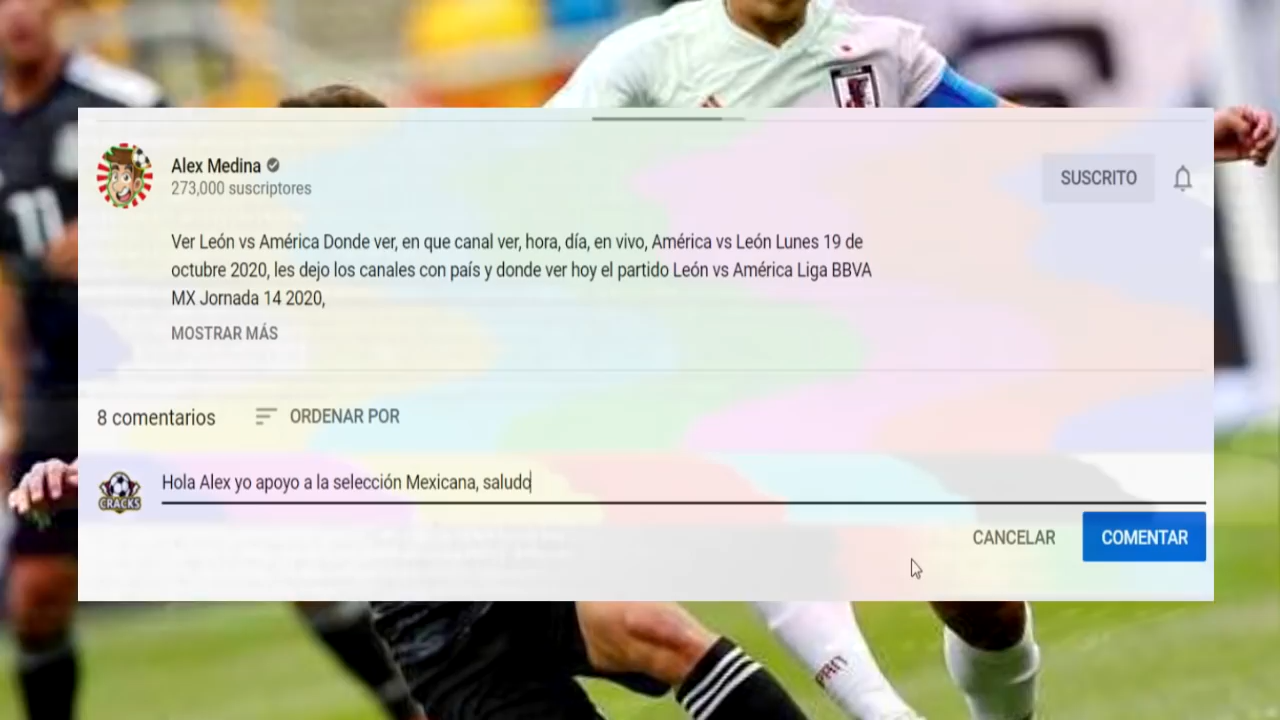 Alex Medina
273,000 suscriptores
SUSCRITO
Ver León vs América Donde ver, en que canal ver, hora, día, en vivo, América vs León Lunes 19 de
octubre 2020, les dejo los canales con país y donde ver hoy el partido León vs América Liga BBVA
MX Jornada 14 2020,
MOSTRAR MÁS
8 comentarios
ORDENAR POR
CRACKS
Hola Alex yo apoyo a la selección Mexicana, saludo
CANCELAR
COMENTAR
11